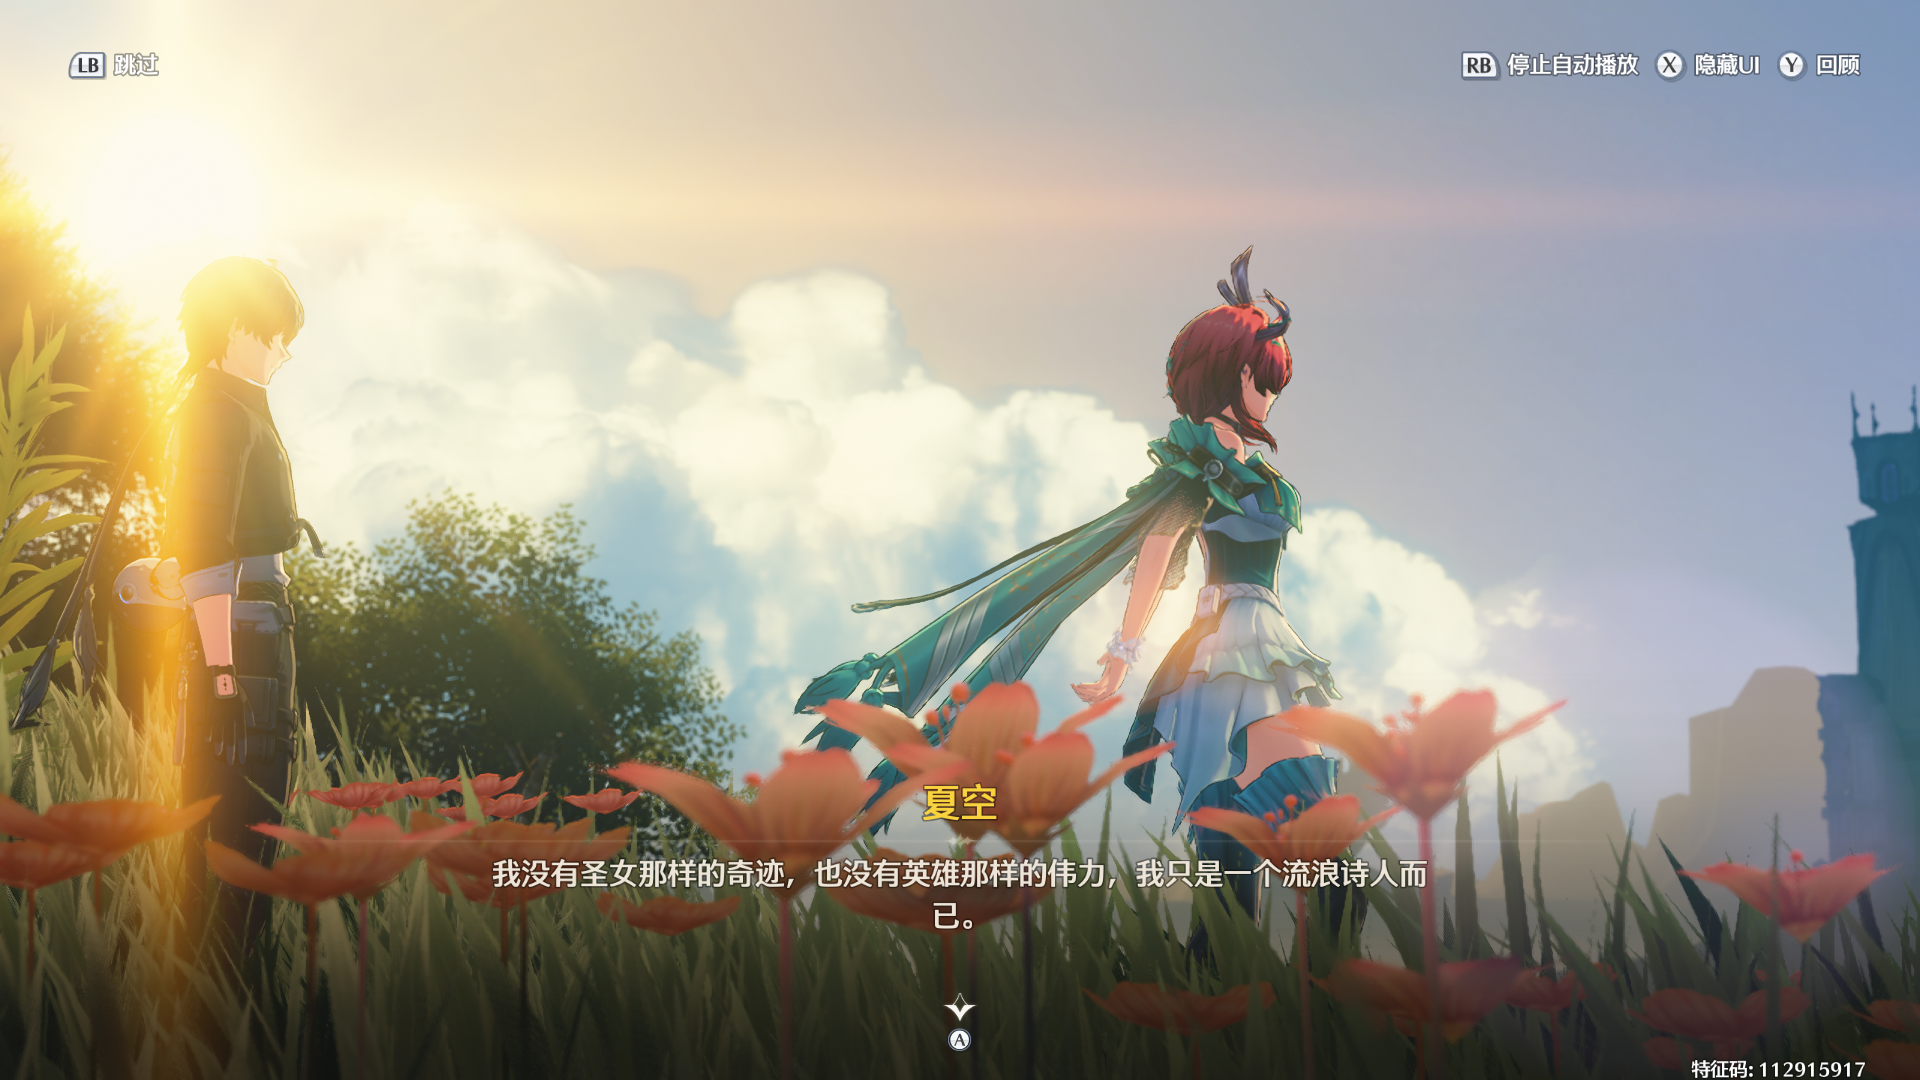 LB 跳过
RB 停止自动播放 X 隐藏UI Y 回顾
夏空
我没有圣女那样的奇迹，也没有英雄那样的伟力，我只是一个流浪诗人而
已。
A
特征码: 112915917